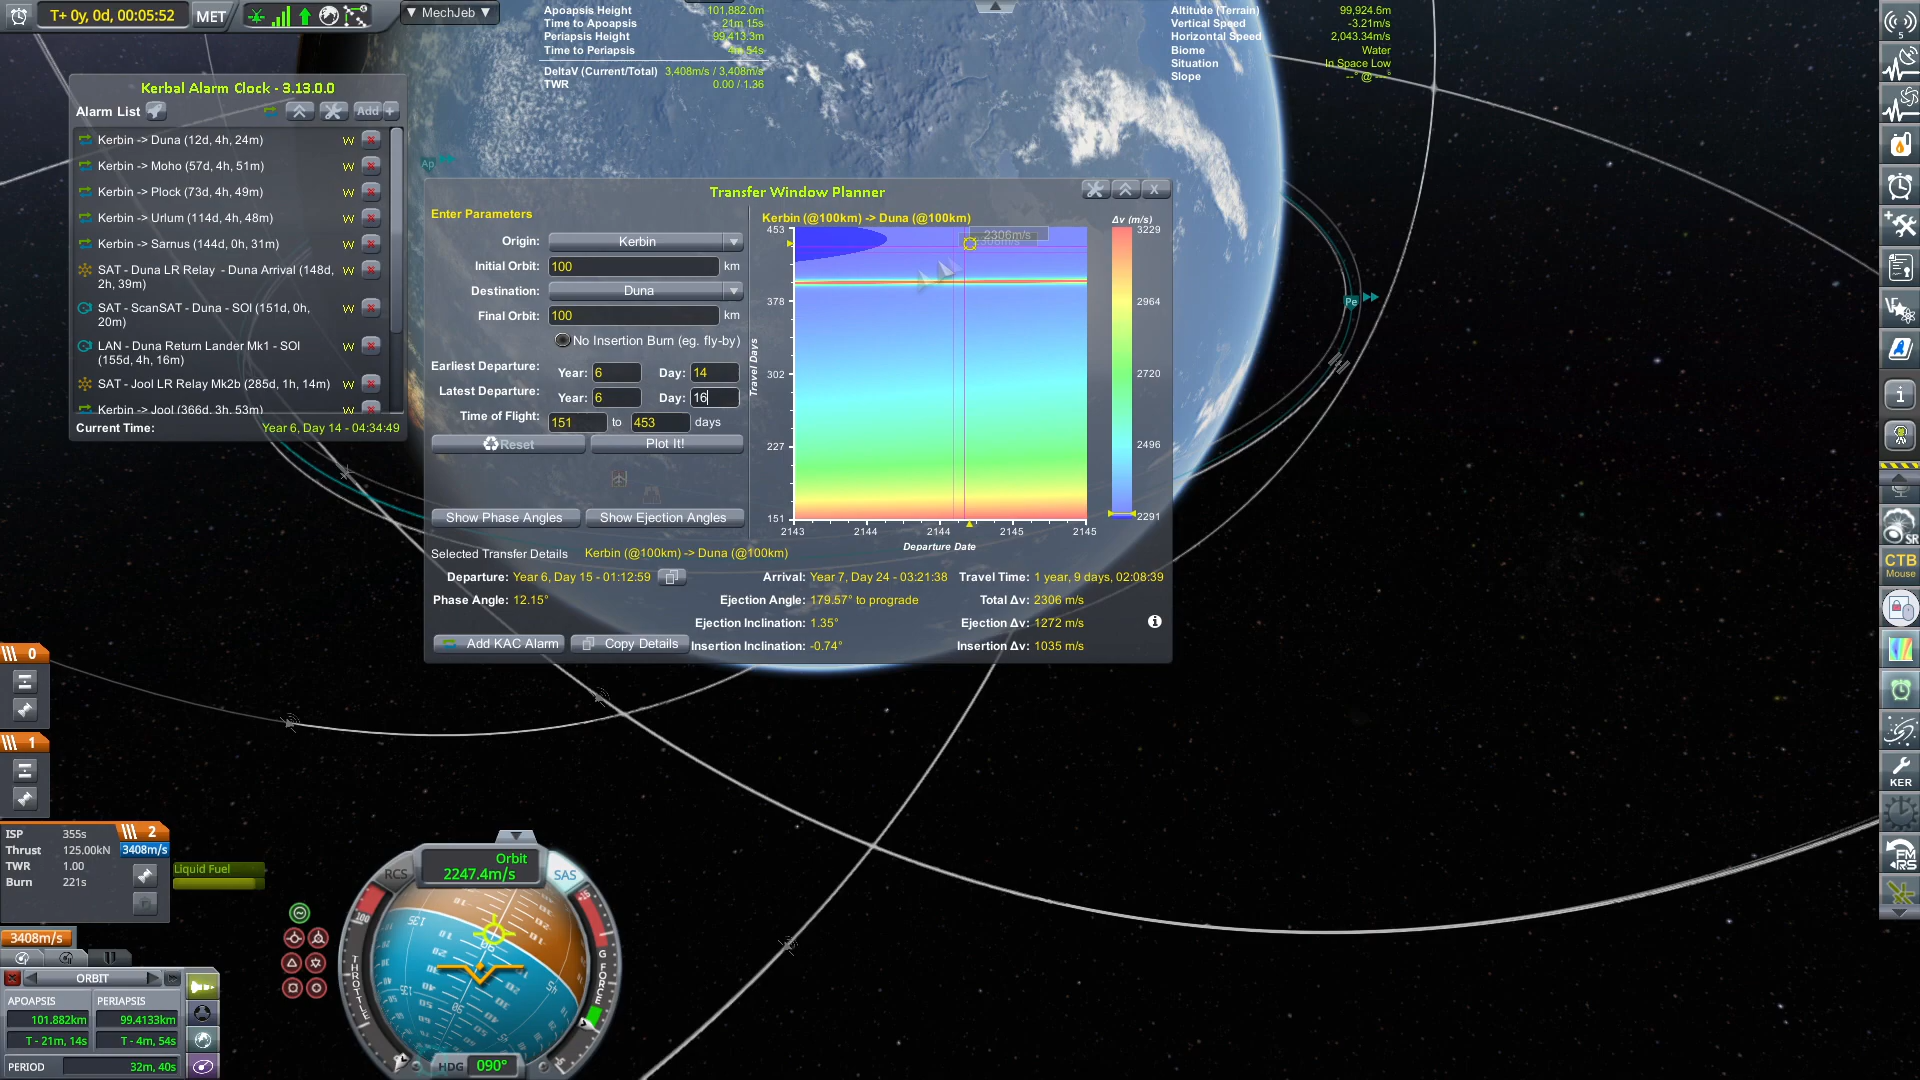 T+ 0y, 0d, 00:05:52
MET
▼ MechJeb ▼
Apoapsis Height 101,882.0m
Time to Apoapsis 21m 15s
Periapsis Height 99,413.3m
Time to Periapsis 4m 54s
DeltaV (Current/Total) 3,408m/s / 3,408m/s
TWR 0.00 / 1.36
Altitude (Terrain) 99,924.6m
Vertical Speed -3.21m/s
Horizontal Speed 2,043.34m/s
Biome Water
Situation In Space Low
Slope --° @ --°
Kerbal Alarm Clock - 3.13.0.0
Alarm List
Add +
Kerbin -> Duna (12d, 4h, 24m) W
Kerbin -> Moho (57d, 4h, 51m) W
Kerbin -> Plock (73d, 4h, 49m) W
Kerbin -> Urlum (114d, 4h, 48m) W
Kerbin -> Sarnus (144d, 0h, 31m) W
SAT - Duna LR Relay - Duna Arrival (148d, W
2h, 39m)
SAT - ScanSAT - Duna - SOI (151d, 0h, W
20m)
LAN - Duna Return Lander Mk1 - SOI W
(155d, 4h, 16m)
SAT - Jool LR Relay Mk2b (285d, 1h, 14m) W
Kerbin -> Jool (366d, 3h, 53m) W
Current Time: Year 6, Day 14 - 04:34:49
Ap
Pe
Transfer Window Planner
X
Enter Parameters
Origin: Kerbin
Initial Orbit: 100 km
Destination: Duna
Final Orbit: 100 km
No Insertion Burn (eg. fly-by)
Earliest Departure: Year: 6 Day: 14
Latest Departure: Year: 6 Day: 16
Time of Flight: 151 to 453 days
Reset
Plot It!
Show Phase Angles
Show Ejection Angles
Kerbin (@100km) -> Duna (@100km)
2306m/s
Travel Days
453
378
302
227
151
2143
2144
2144
2145
2145
Departure Date
Δv (m/s)
3229
2964
2720
2496
2291
Selected Transfer Details Kerbin (@100km) -> Duna (@100km)
Departure: Year 6, Day 15 - 01:12:59
Arrival: Year 7, Day 24 - 03:21:38
Travel Time: 1 year, 9 days, 02:08:39
Phase Angle: 12.15°
Ejection Angle: 179.57° to prograde
Total Δv: 2306 m/s
Ejection Inclination: 1.35°
Ejection Δv: 1272 m/s
Add KAC Alarm
Copy Details
Insertion Inclination: -0.74°
Insertion Δv: 1035 m/s
0
1
2
ISP 355s
Thrust 125.00kN
3408m/s
TWR 1.00
Burn 221s
Liquid Fuel
3408m/s
ORBIT
APOAPSIS PERIAPSIS
101.882km 99.4133km
T - 21m, 14s T - 4m, 54s
PERIOD 32m, 40s
Orbit
2247.4m/s
RCS
SAS
THROTTLE
G FORCE
100
HDG 090°
5
SR
CTB
Mouse
KER
FM
RS